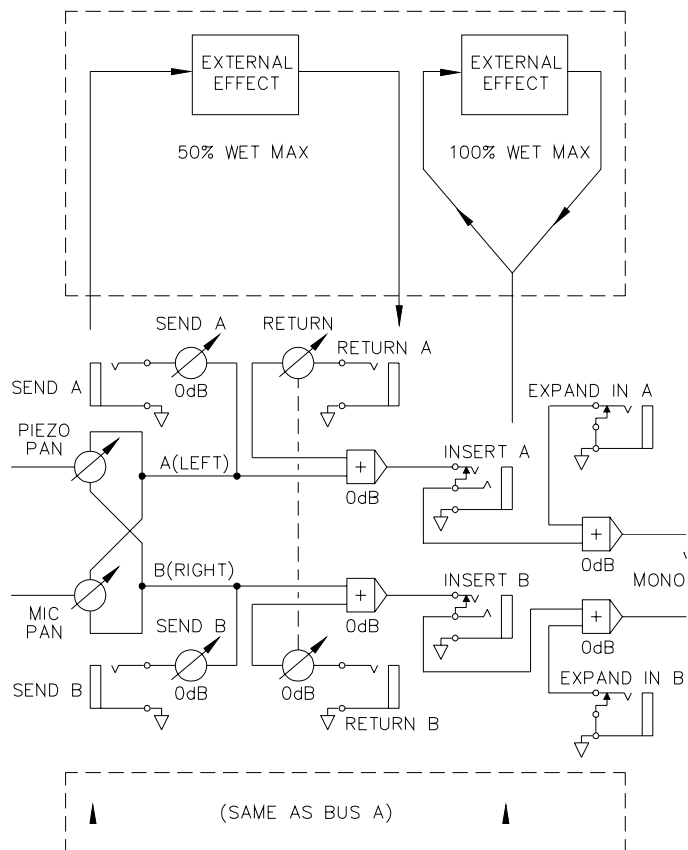 EXTERNAL
EFFECT
EXTERNAL
EFFECT
50% WET MAX
100% WET MAX
SEND A
RETURN
RETURN A
0dB
SEND A
EXPAND IN A
PIEZO
PAN
A(LEFT)
INSERT A
+
0dB
+
0dB
MONO
B(RIGHT)
INSERT B
MIC
PAN
SEND B
+
0dB
+
0dB
0dB
0dB
SEND B
EXPAND IN B
RETURN B
(SAME AS BUS A)